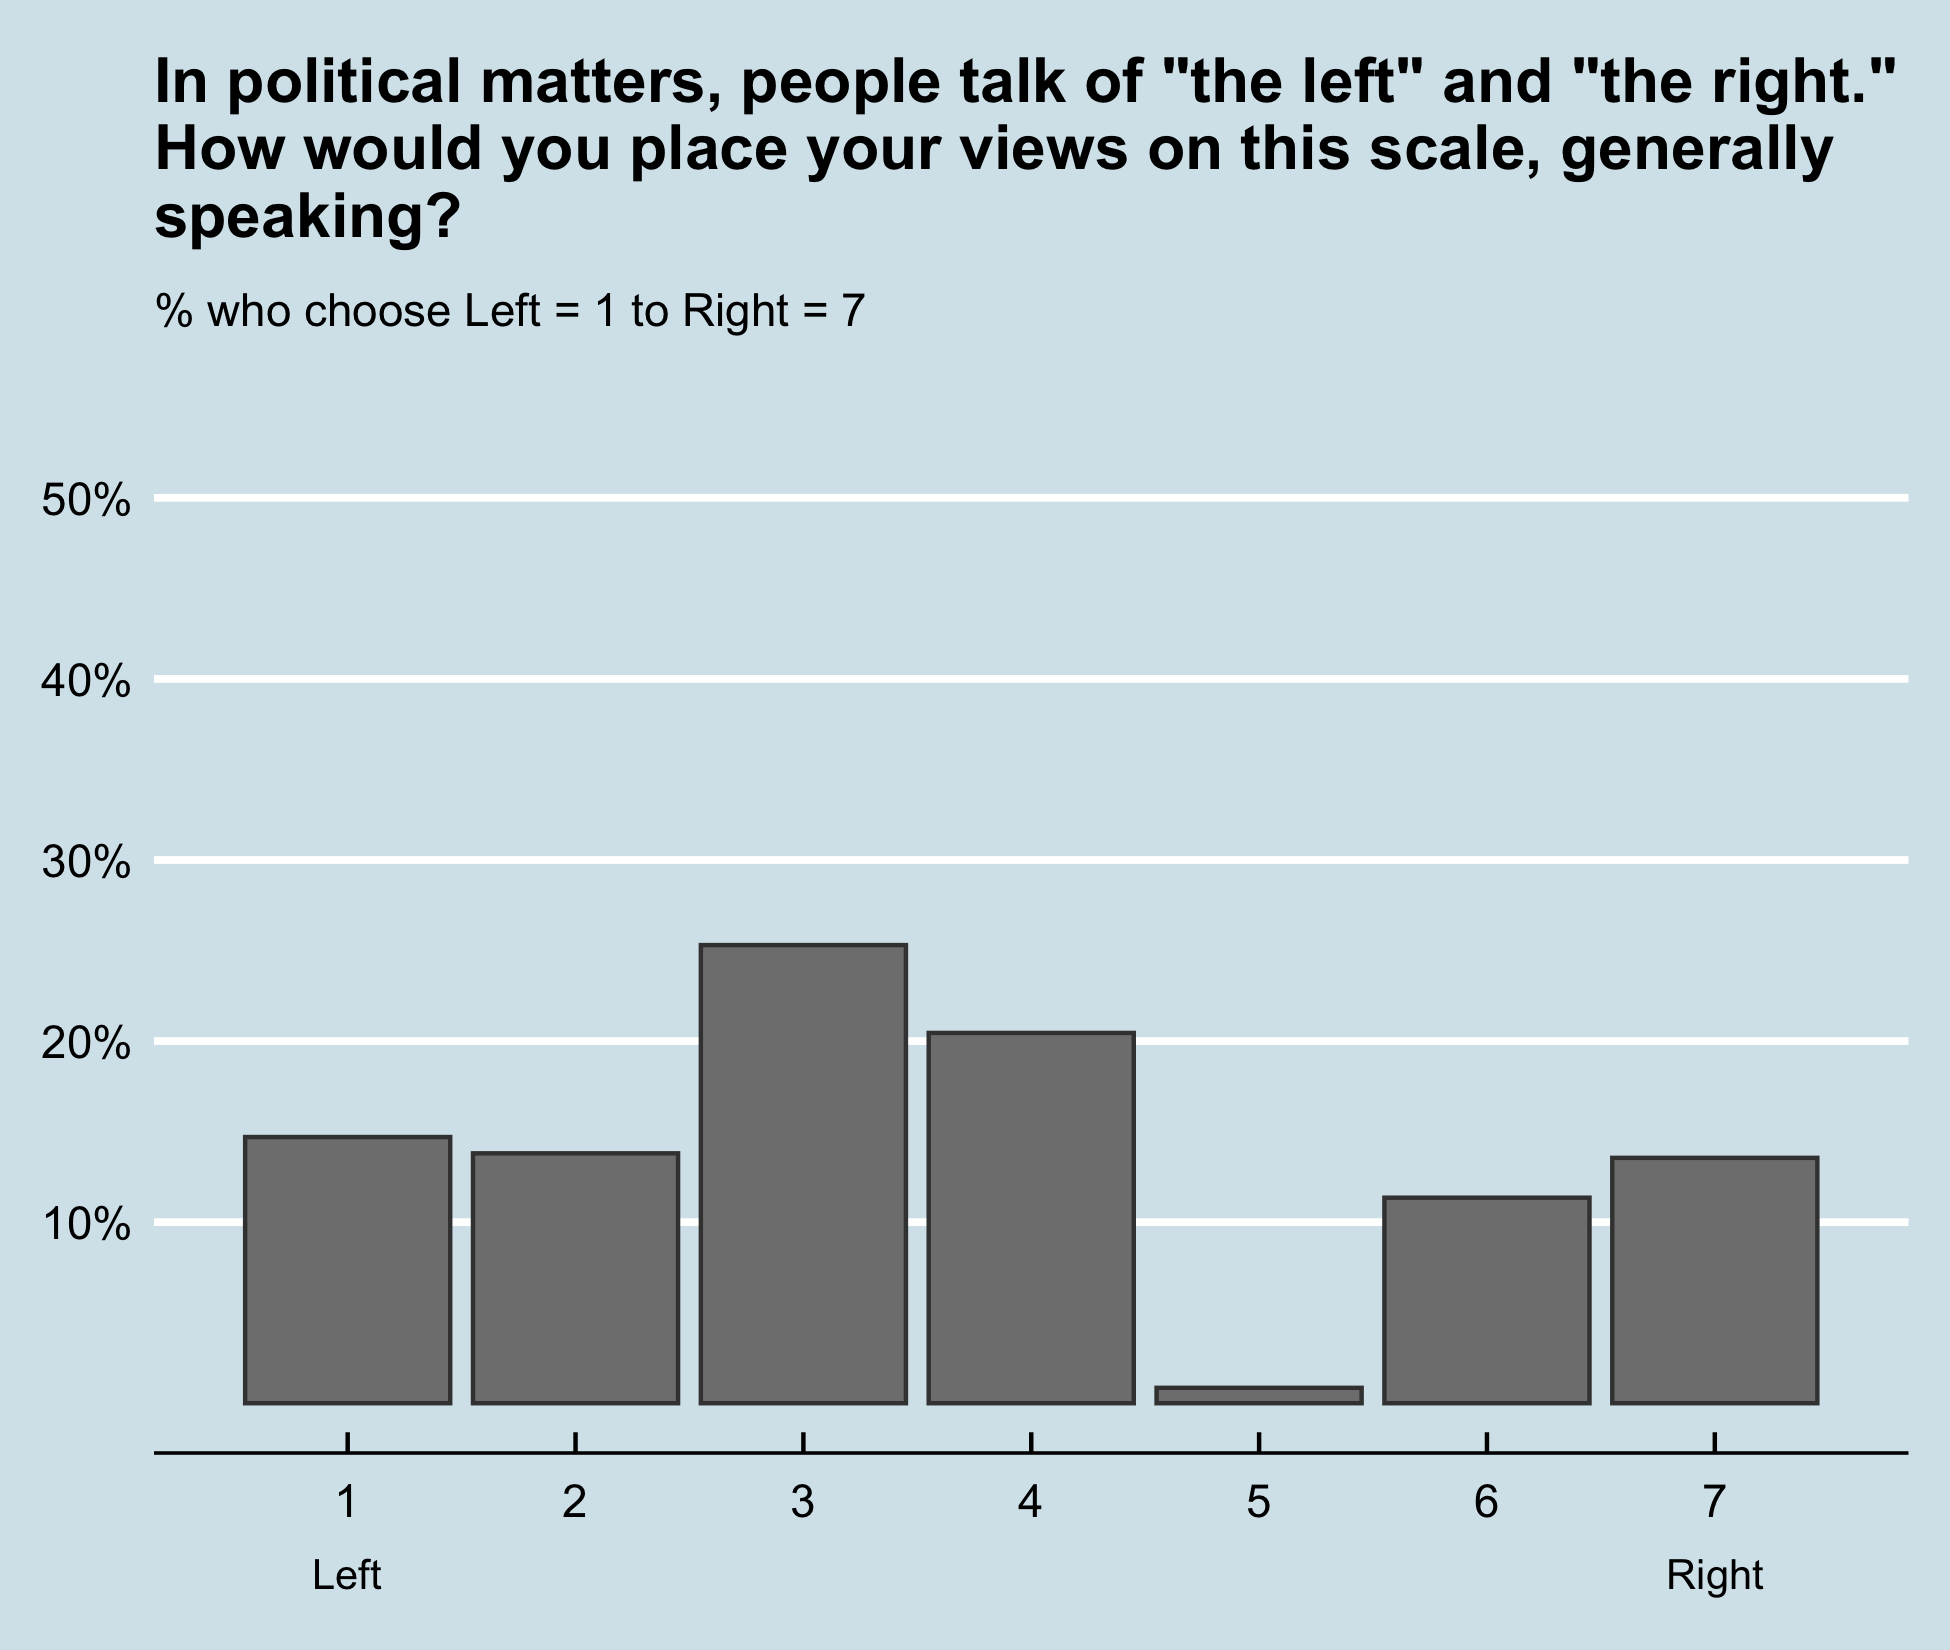 In political matters, people talk of "the left" and "the right."
How would you place your views on this scale, generally
speaking?
% who choose Left = 1 to Right = 7
50%
40%
30%
20%
10%
1 2 3 4 5 6 7
Left Right